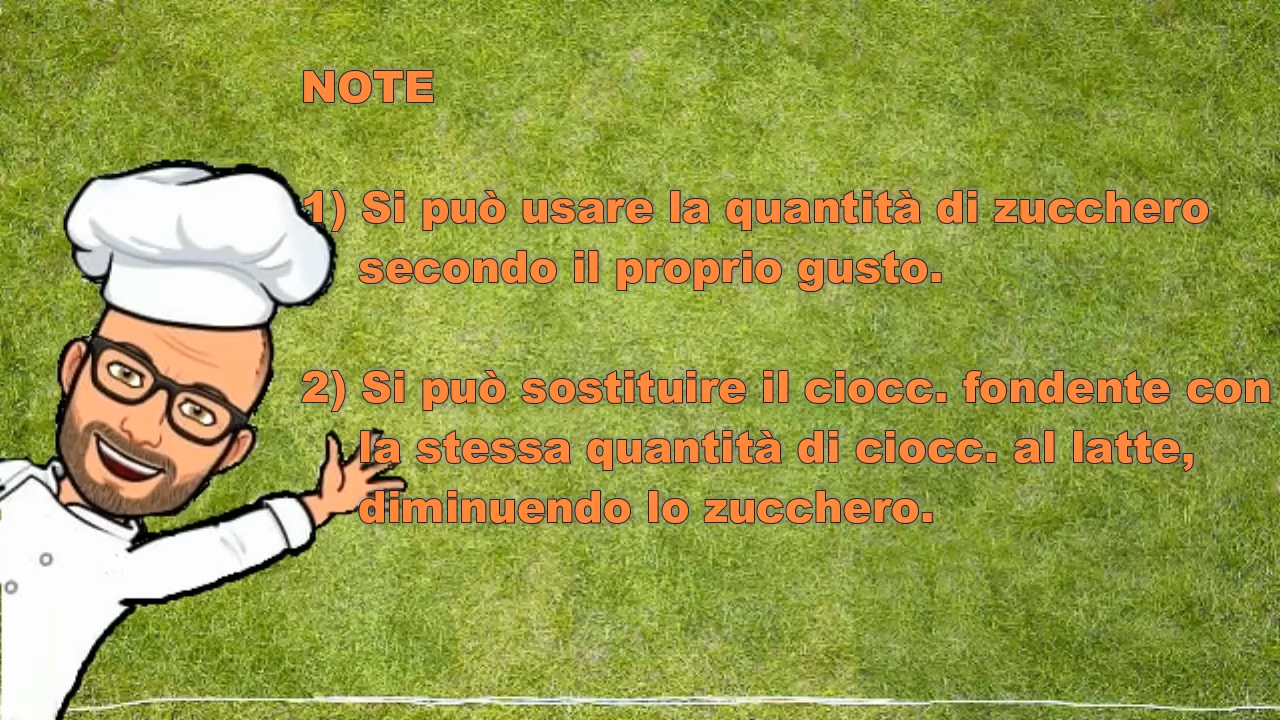 NOTE
1) Si può usare la quantità di zucchero
secondo il proprio gusto.
2) Si può sostituire il ciocc. fondente con
la stessa quantità di ciocc. al latte,
diminuendo lo zucchero.